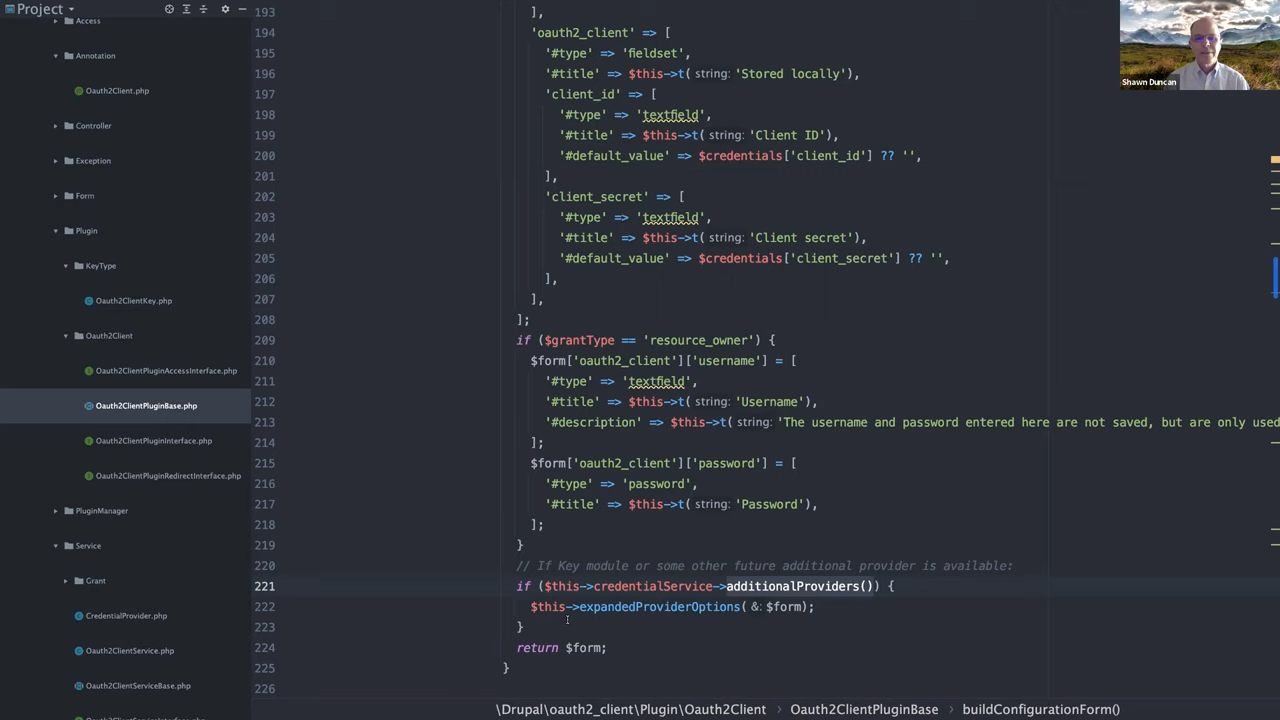 Project
Access
Annotation
Oauth2Client.php
Controller
Exception
Form
Plugin
KeyType
Oauth2ClientKey.php
Oauth2Client
Oauth2ClientPluginAccessInterface.php
Oauth2ClientPluginBase.php
Oauth2ClientPluginInterface.php
Oauth2ClientPluginRedirectInterface.php
PluginManager
Service
Grant
CredentialProvider.php
Oauth2ClientService.php
Oauth2ClientServiceBase.php
193 ],
194 'oauth2_client' => [
195 '#type' => 'fieldset',
196 '#title' => $this->t( string: 'Stored locally'),
197 'client_id' => [
198 '#type' => 'textfield',
199 '#title' => $this->t( string: 'Client ID'),
200 '#default_value' => $credentials['client_id'] ?? '',
201 ],
202 'client_secret' => [
203 '#type' => 'textfield',
204 '#title' => $this->t( string: 'Client secret'),
205 '#default_value' => $credentials['client_secret'] ?? '',
206 ],
207 ],
208 ];
209 if ($grantType == 'resource_owner') {
210 $form['oauth2_client']['username'] = [
211 '#type' => 'textfield',
212 '#title' => $this->t( string: 'Username'),
213 '#description' => $this->t( string: 'The username and password entered here are not saved, but are only used
214 ];
215 $form['oauth2_client']['password'] = [
216 '#type' => 'password',
217 '#title' => $this->t( string: 'Password'),
218 ];
219 }
220 // If Key module or some other future additional provider is available:
221 if ($this->credentialService->additionalProviders()) {
222 $this->expandedProviderOptions( &: $form);
223 }
224 return $form;
225 }
226
\Drupal\oauth2_client\Plugin\Oauth2Client > Oauth2ClientPluginBase > buildConfigurationForm()
Shawn Duncan